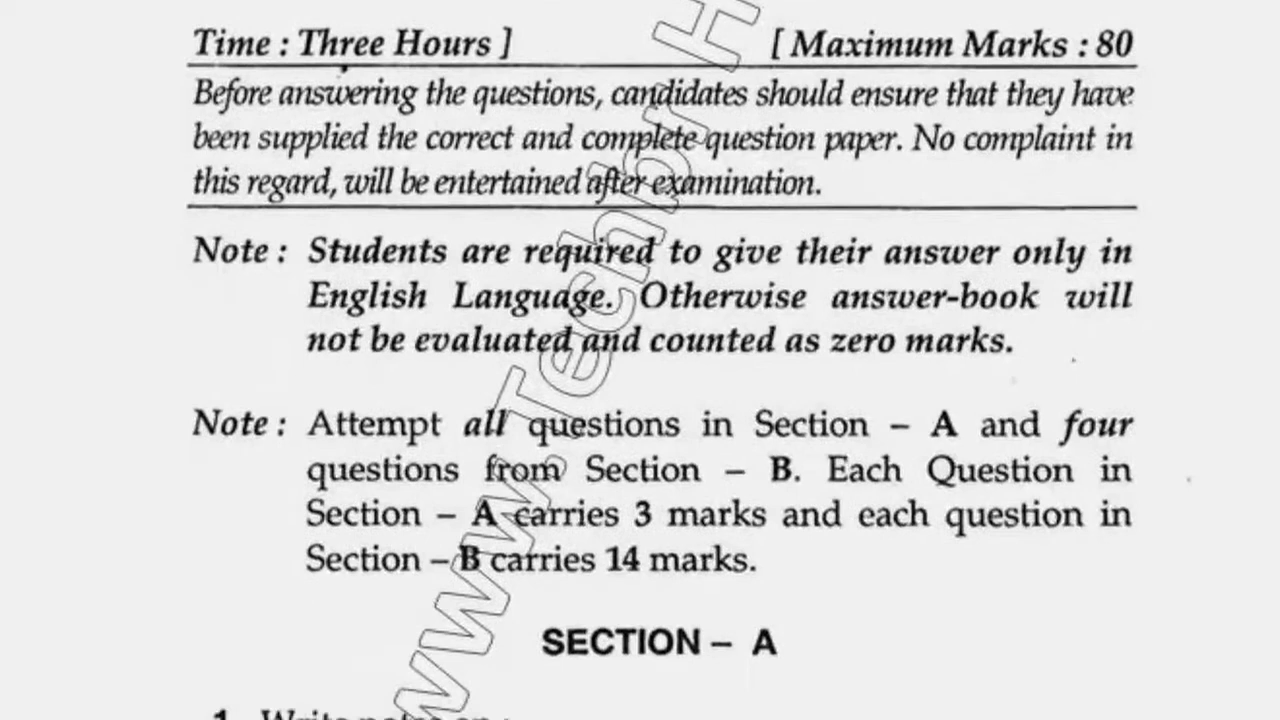 Time : Three Hours ] [ Maximum Marks : 80
Before answering the questions, candidates should ensure that they have
been supplied the correct and complete question paper. No complaint in
this regard, will be entertained after examination.
Note : Students are required to give their answer only in
English Language. Otherwise answer-book will
not be evaluated and counted as zero marks.
Note : Attempt all questions in Section – A and four
questions from Section – B. Each Question in
Section – A carries 3 marks and each question in
Section – B carries 14 marks.
SECTION – A
1. Write notes on :
www.Techbr H